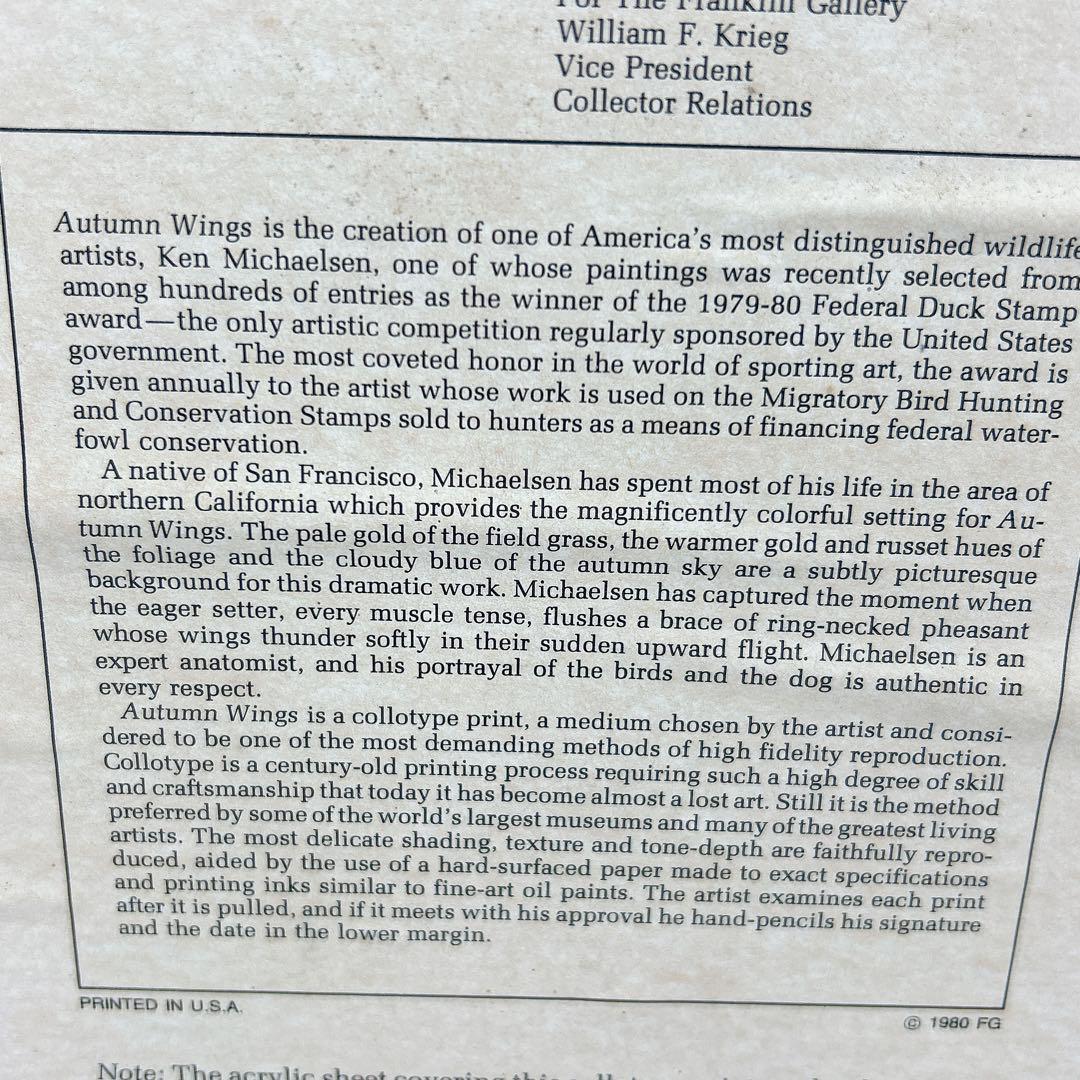 For The Franklin Gallery
William F. Krieg
Vice President
Collector Relations
Autumn Wings is the creation of one of America's most distinguished wildlife
artists, Ken Michaelsen, one of whose paintings was recently selected from
among hundreds of entries as the winner of the 1979-80 Federal Duck Stamp
award—the only artistic competition regularly sponsored by the United States
government. The most coveted honor in the world of sporting art, the award is
given annually to the artist whose work is used on the Migratory Bird Hunting
and Conservation Stamps sold to hunters as a means of financing federal water-
fowl conservation.
A native of San Francisco, Michaelsen has spent most of his life in the area of
northern California which provides the magnificently colorful setting for Au-
tumn Wings. The pale gold of the field grass, the warmer gold and russet hues of
the foliage and the cloudy blue of the autumn sky are a subtly picturesque
background for this dramatic work. Michaelsen has captured the moment when
the eager setter, every muscle tense, flushes a brace of ring-necked pheasant
whose wings thunder softly in their sudden upward flight. Michaelsen is an
expert anatomist, and his portrayal of the birds and the dog is authentic in
every respect.
Autumn Wings is a collotype print, a medium chosen by the artist and consi-
dered to be one of the most demanding methods of high fidelity reproduction.
Collotype is a century-old printing process requiring such a high degree of skill
and craftsmanship that today it has become almost a lost art. Still it is the method
preferred by some of the world's largest museums and many of the greatest living
artists. The most delicate shading, texture and tone-depth are faithfully repro-
duced, aided by the use of a hard-surfaced paper made to exact specifications
and printing inks similar to fine-art oil paints. The artist examines each print
after it is pulled, and if it meets with his approval he hand-pencils his signature
and the date in the lower margin.
PRINTED IN U.S.A.
© 1980 FG
Note: The acrylic sheet covering this